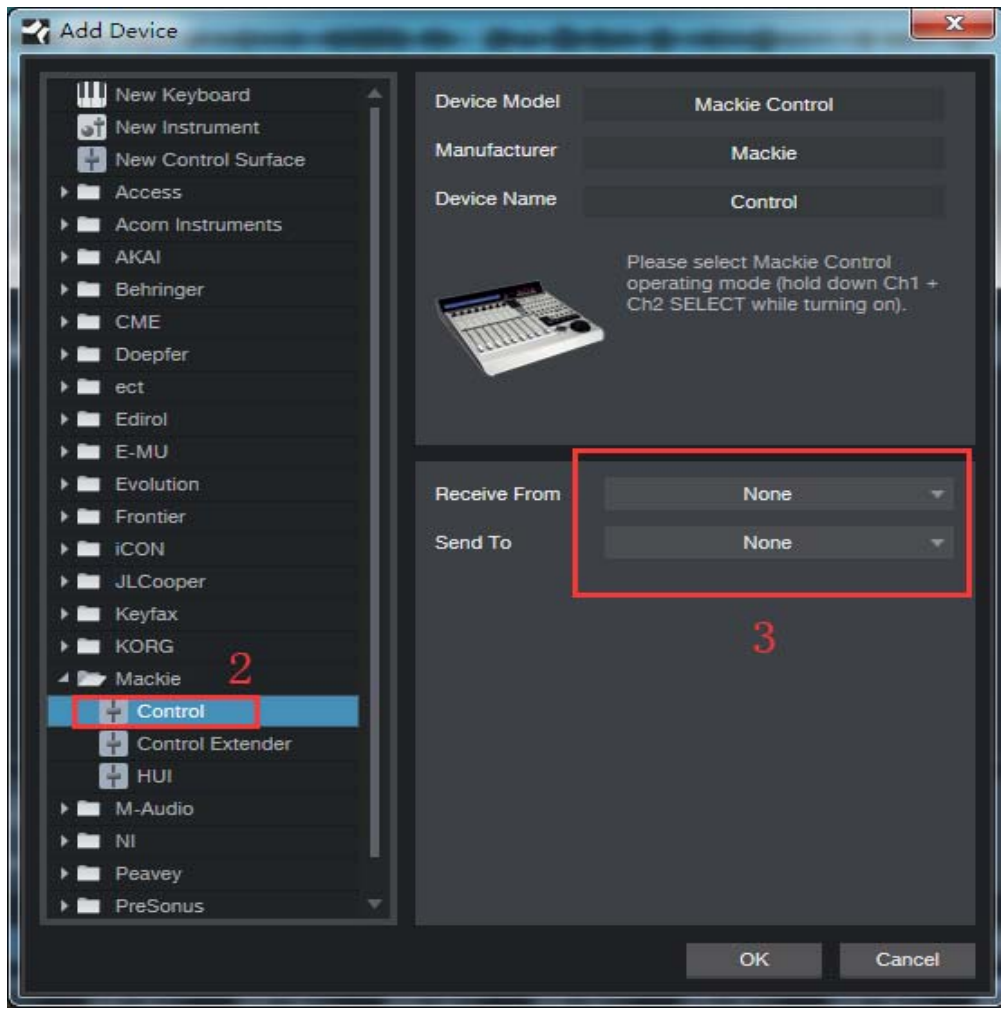 Add Device
New Keyboard
New Instrument
New Control Surface
Access
Acorn Instruments
AKAI
Behringer
CME
Doepfer
ect
Edirol
E-MU
Evolution
Frontier
iCON
JLCooper
Keyfax
KORG
Mackie
2
Control
Control Extender
HUI
M-Audio
NI
Peavey
PreSonus
Device Model
Mackie Control
Manufacturer
Mackie
Device Name
Control
Please select Mackie Control
operating mode (hold down Ch1 +
Ch2 SELECT while turning on).
Receive From
None
Send To
None
3
OK
Cancel